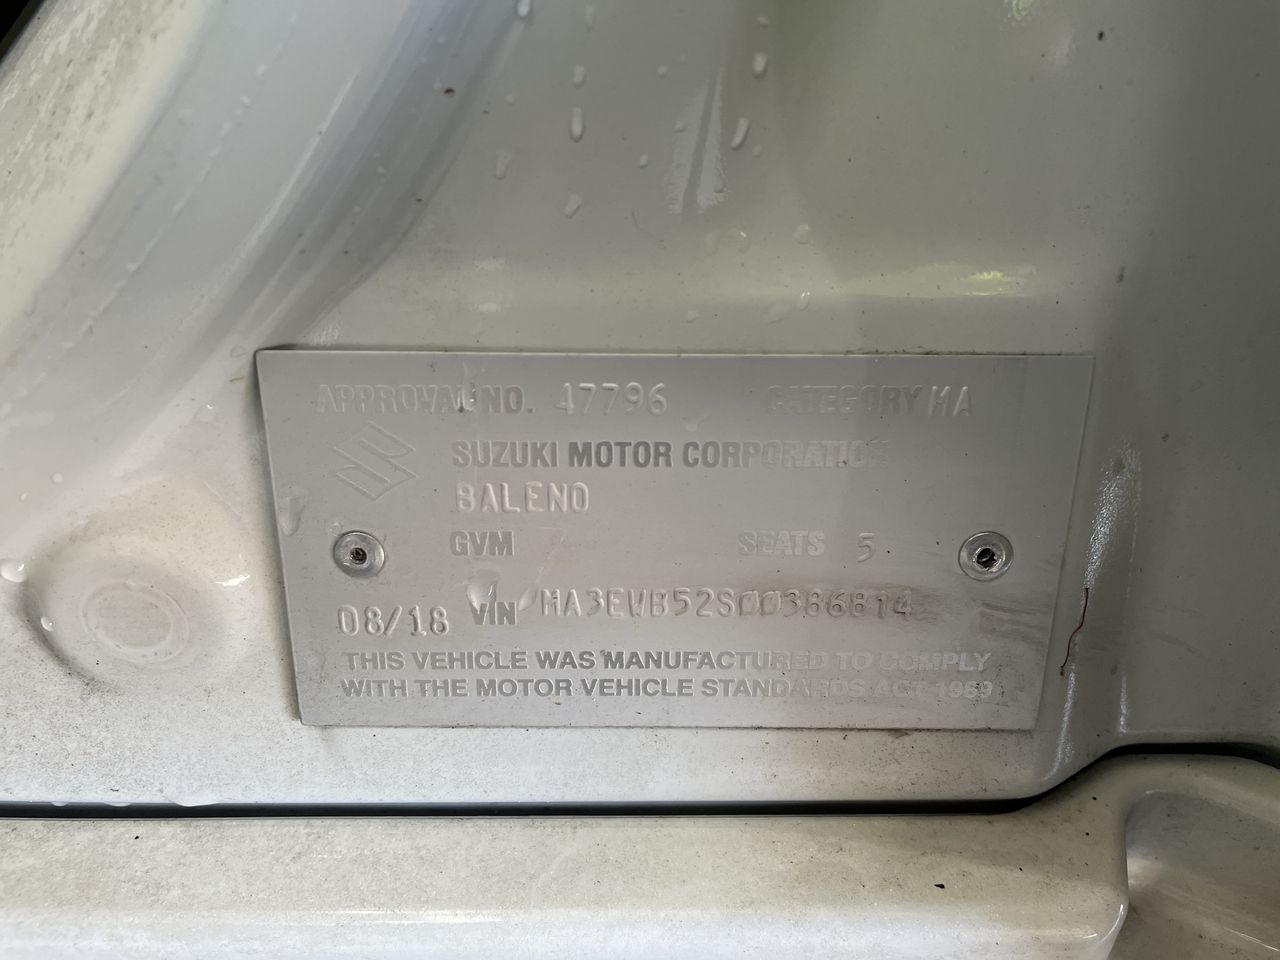 APPROVAL NO. 47796 CATEGORY MA
SUZUKI MOTOR CORPORATION
BALENO
GVM SEATS 5
08/18 VIN MA3EWB52S00386814
THIS VEHICLE WAS MANUFACTURED TO COMPLY
WITH THE MOTOR VEHICLE STANDARDS ACT 1989